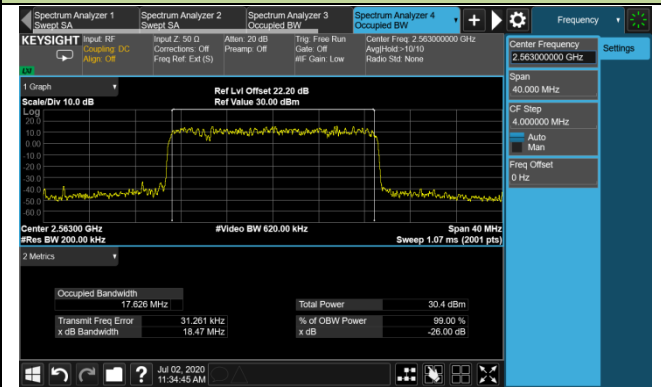 Spectrum Analyzer 1
Swept SA
Spectrum Analyzer 2
Swept SA
Spectrum Analyzer 3
Occupied BW
Spectrum Analyzer 4
Occupied BW
Frequency
KEYSIGHT
Input: RF
Coupling: DC
Align: Off
Input Z: 50 Ω
Corrections: Off
Freq Ref: Ext (S)
Atten: 20 dB
Preamp: Off
Trig: Free Run
Gate: Off
#IF Gain: Low
Center Freq: 2.563000000 GHz
Avg|Hold:>10/10
Radio Std: None
Center Frequency
2.563000000 GHz
Settings
Span
40.000 MHz
CF Step
4.000000 MHz
Auto
Man
Freq Offset
0 Hz
1 Graph
Scale/Div 10.0 dB
Ref Lvl Offset 22.20 dB
Ref Value 30.00 dBm
Log
20.0
10.0
0.00
-10.0
-20.0
-30.0
-40.0
-50.0
-60.0
Center 2.56300 GHz
#Res BW 200.00 kHz
#Video BW 620.00 kHz
Span 40 MHz
Sweep 1.07 ms (2001 pts)
2 Metrics
Occupied Bandwidth
17.626 MHz
Total Power
30.4 dBm
Transmit Freq Error
31.261 kHz
% of OBW Power
99.00 %
x dB Bandwidth
18.47 MHz
x dB
-26.00 dB
?
Jul 02, 2020
11:34:45 AM